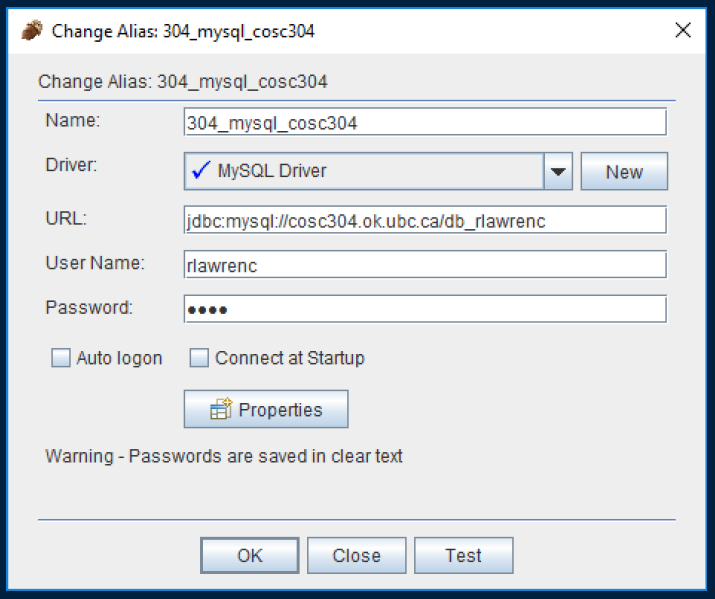 Change Alias: 304_mysql_cosc304
Change Alias: 304_mysql_cosc304
Name: 304_mysql_cosc304
Driver: MySQL Driver New
URL: jdbc:mysql://cosc304.ok.ubc.ca/db_rlawrenc
User Name: rlawrenc
Password: ••••
Auto logon Connect at Startup
Properties
Warning - Passwords are saved in clear text
OK Close Test